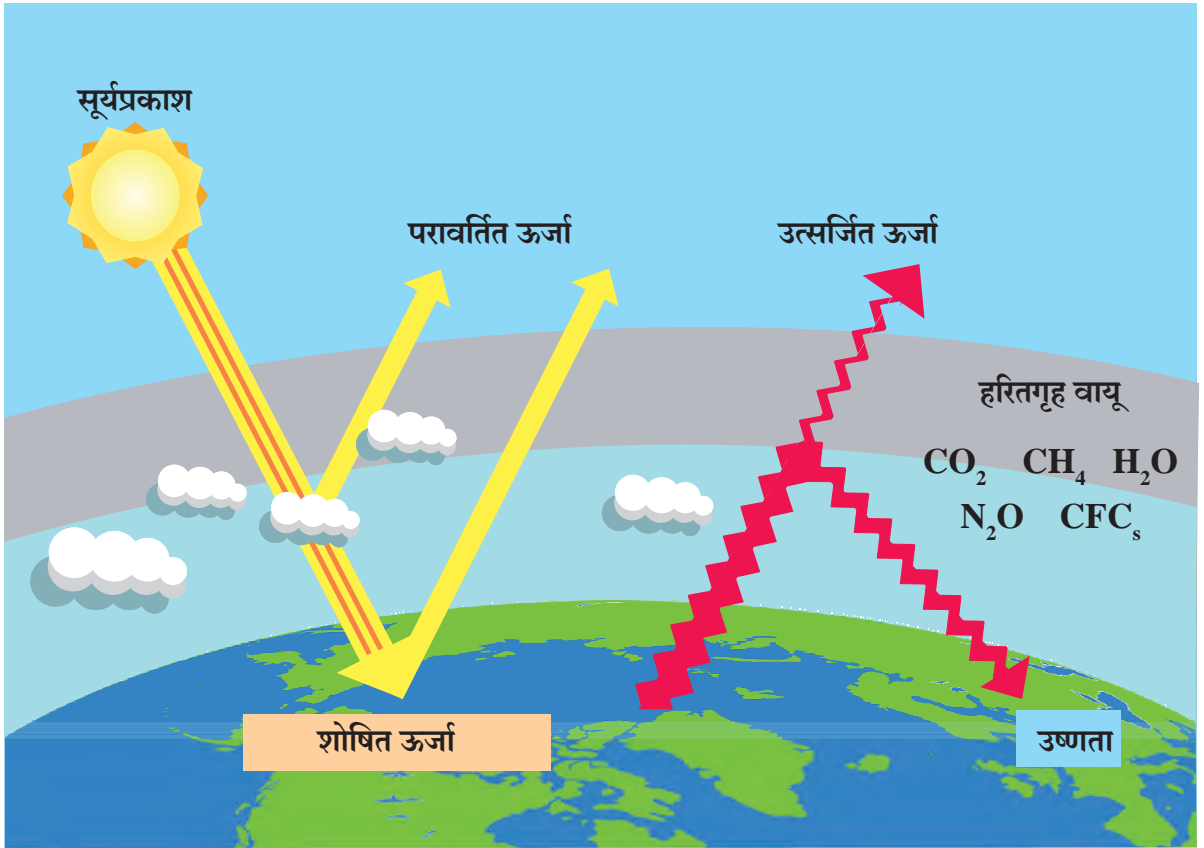 सूर्यप्रकाश
परावर्तित ऊर्जा
उत्सर्जित ऊर्जा
हरितगृह वायू
CO₂ CH₄ H₂O
N₂O CFCₛ
शोषित ऊर्जा
उष्णता